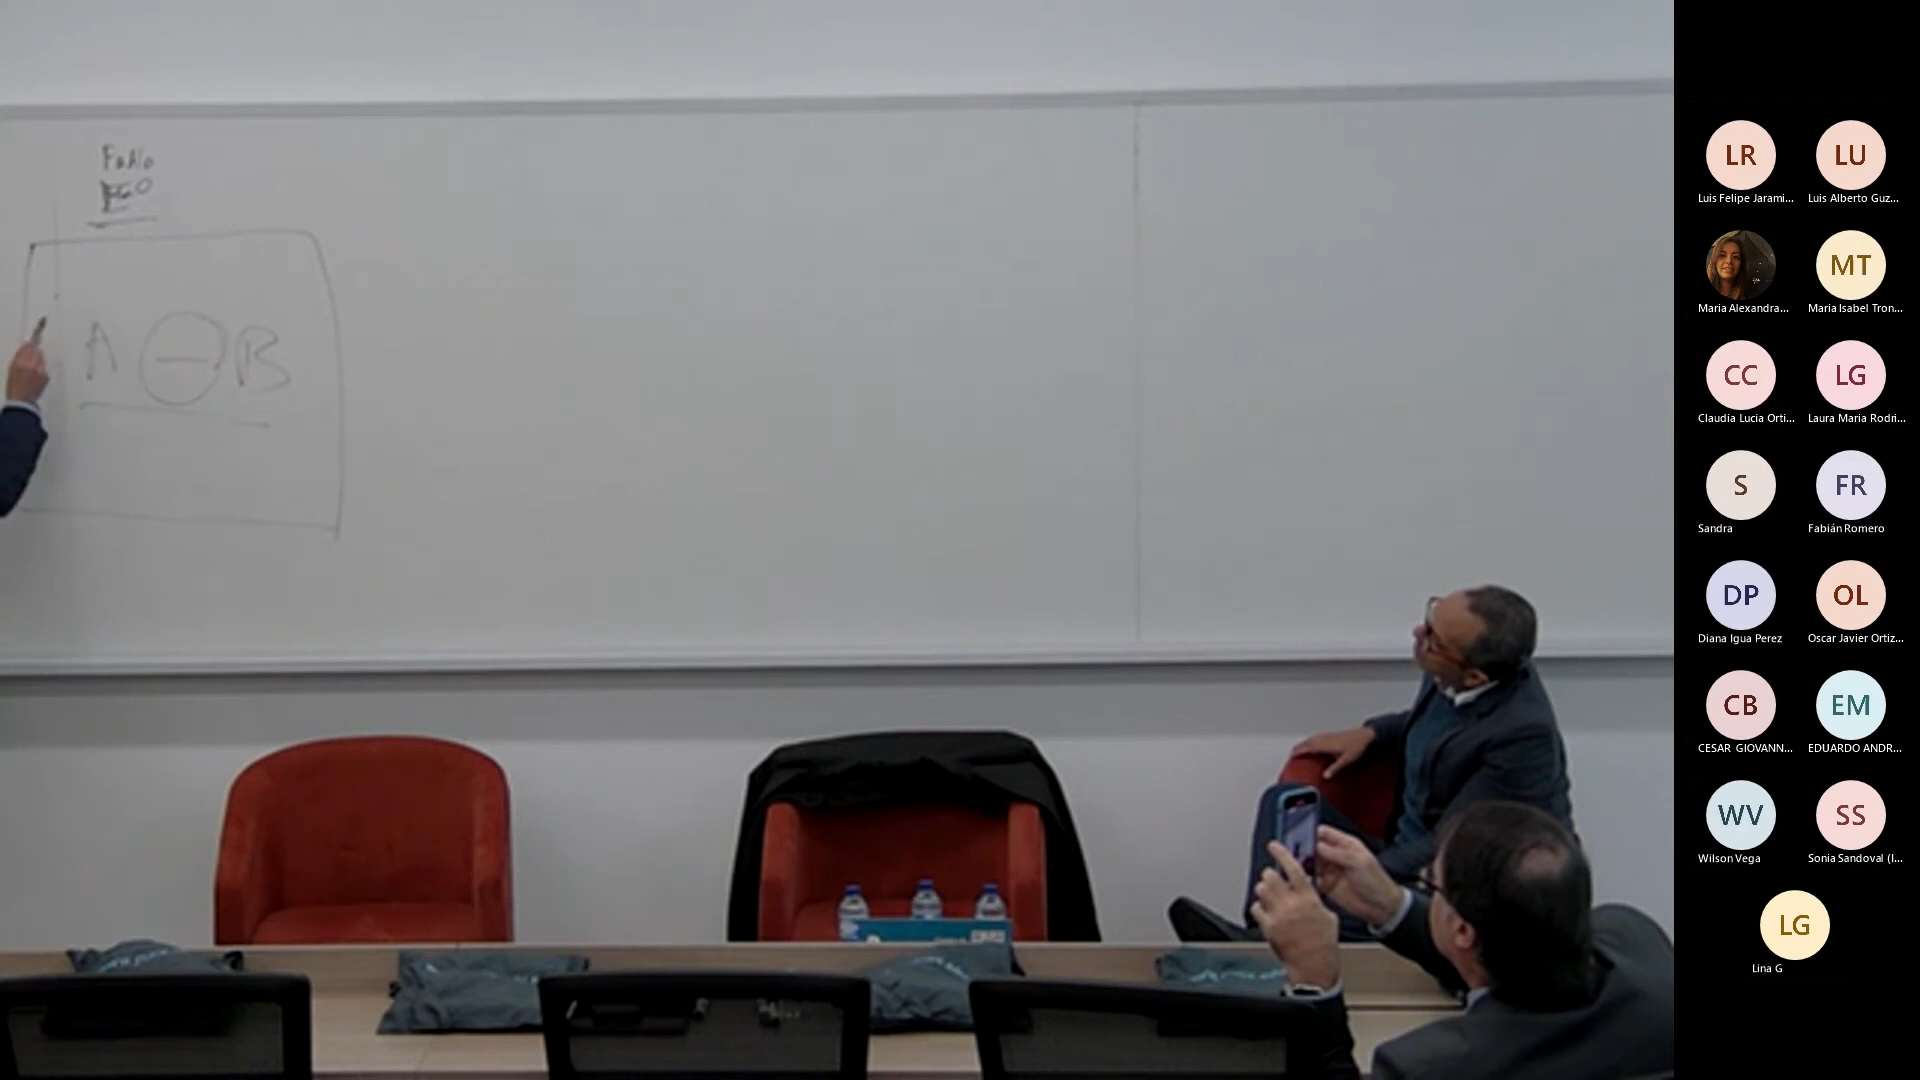 Fabio
EGO
A — B
LR
LU
Luis Felipe Jarami...
Luis Alberto Guz...
MT
Maria Alexandra...
Maria Isabel Tron...
CC
LG
Claudia Lucia Orti...
Laura Maria Rodri...
S
FR
Sandra
Fabián Romero
DP
OL
Diana Igua Perez
Oscar Javier Ortiz...
CB
EM
CESAR GIOVANN...
EDUARDO ANDR...
WV
SS
Wilson Vega
Sonia Sandoval (I...
LG
Lina G